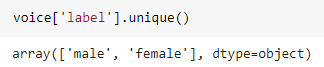 voice['label'].unique()
array(['male', 'female'], dtype=object)